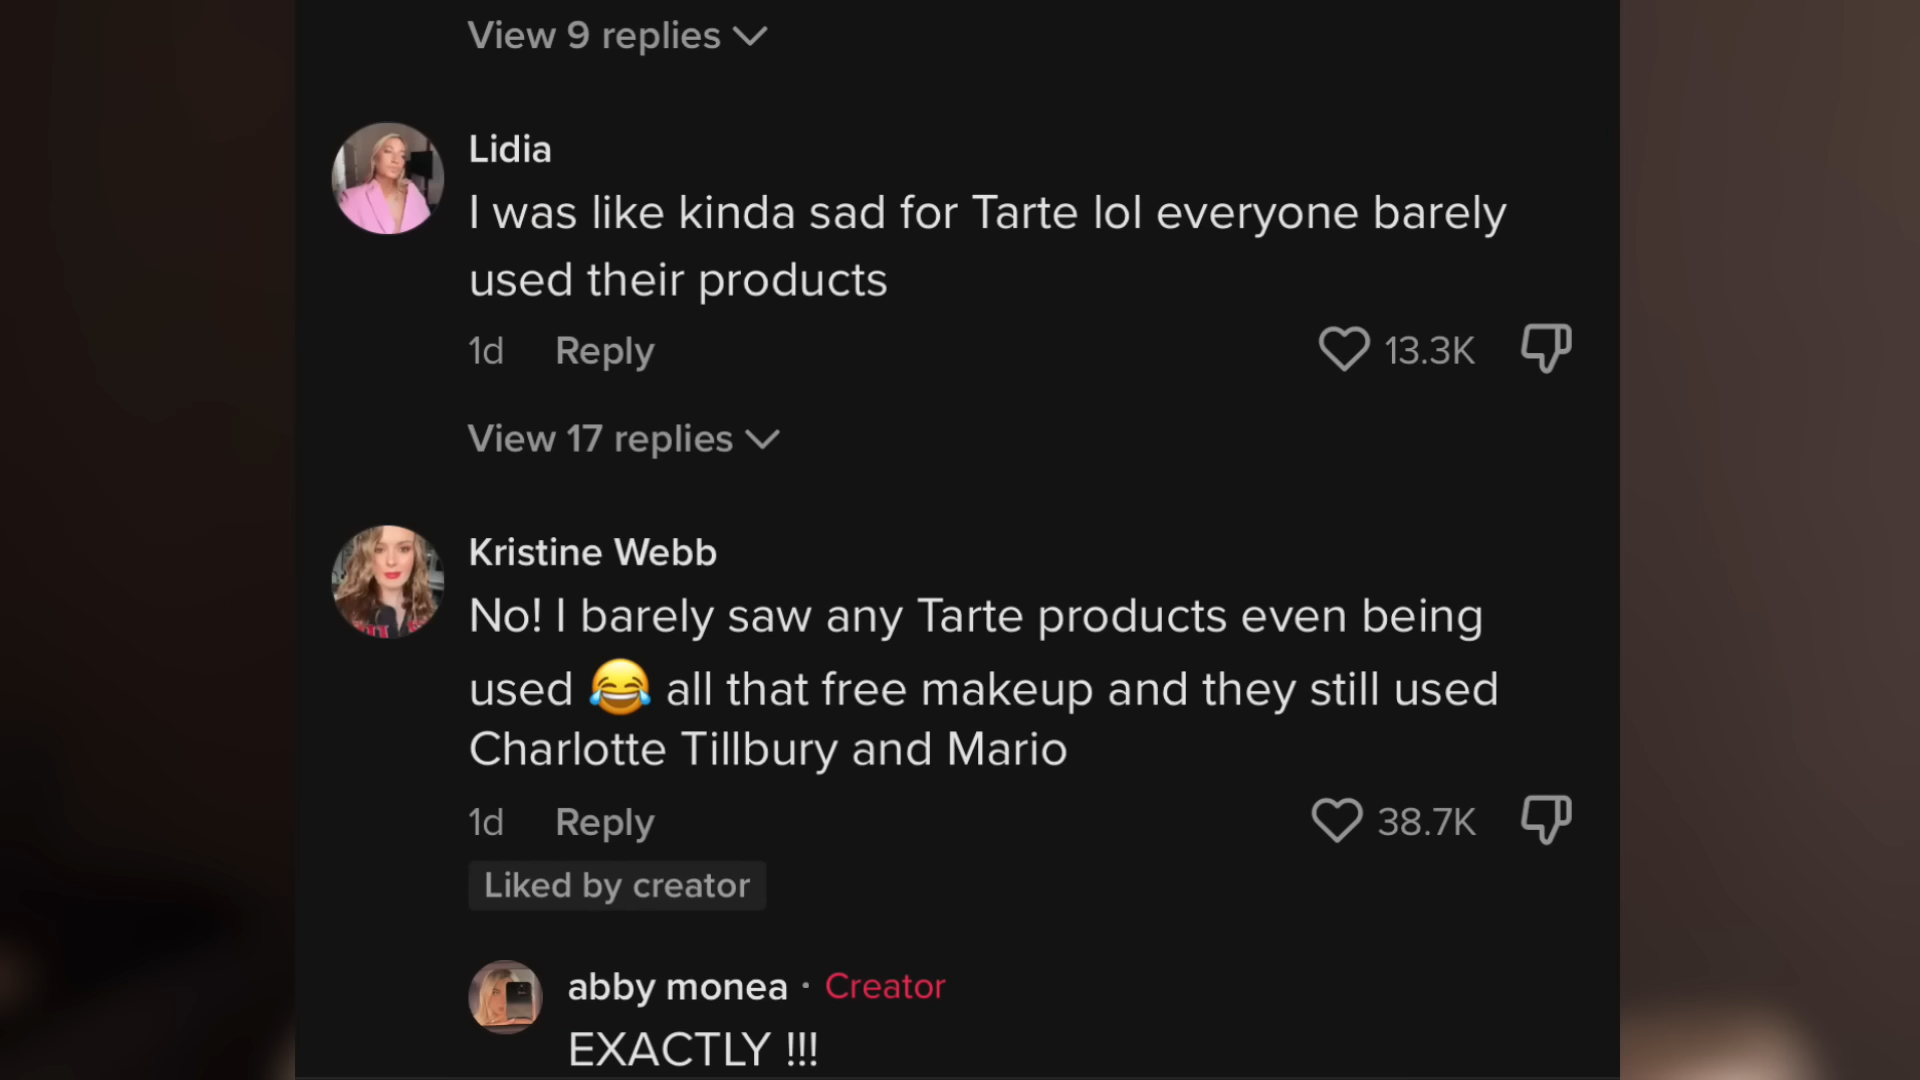 View 9 replies
Lidia
I was like kinda sad for Tarte lol everyone barely
used their products
1d Reply 13.3K
View 17 replies
Kristine Webb
No! I barely saw any Tarte products even being
used 😂 all that free makeup and they still used
Charlotte Tillbury and Mario
1d Reply 38.7K
Liked by creator
abby monea · Creator
EXACTLY !!!